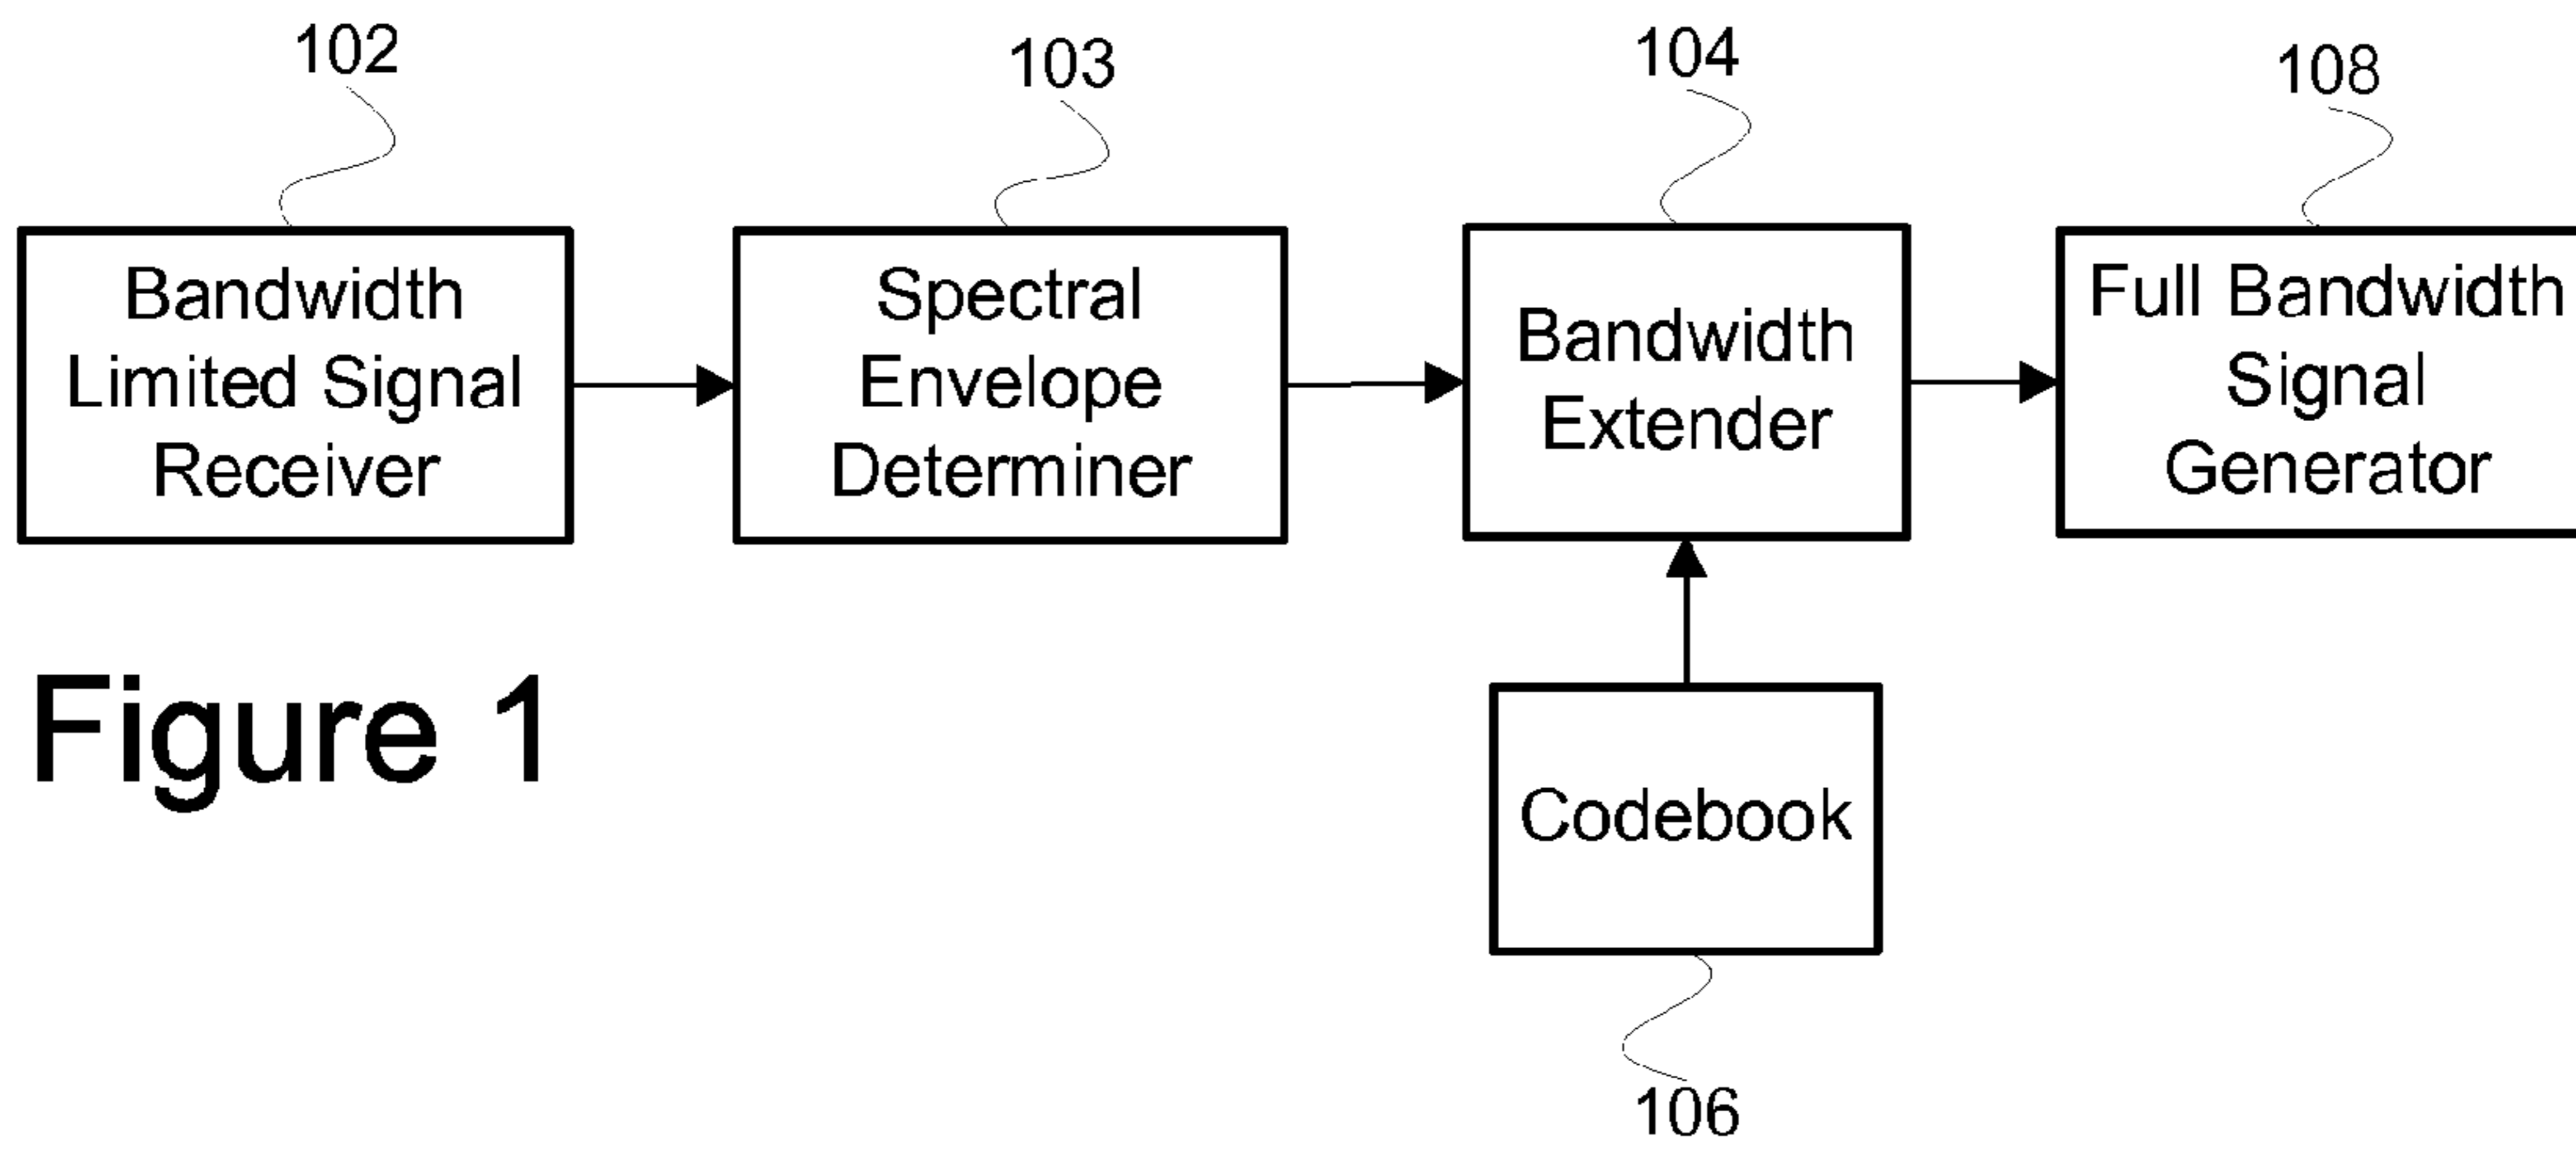 102
103
104
108
Bandwidth
Limited Signal
Receiver
Spectral
Envelope
Determiner
Bandwidth
Extender
Full Bandwidth
Signal
Generator
Codebook
106
Figure 1